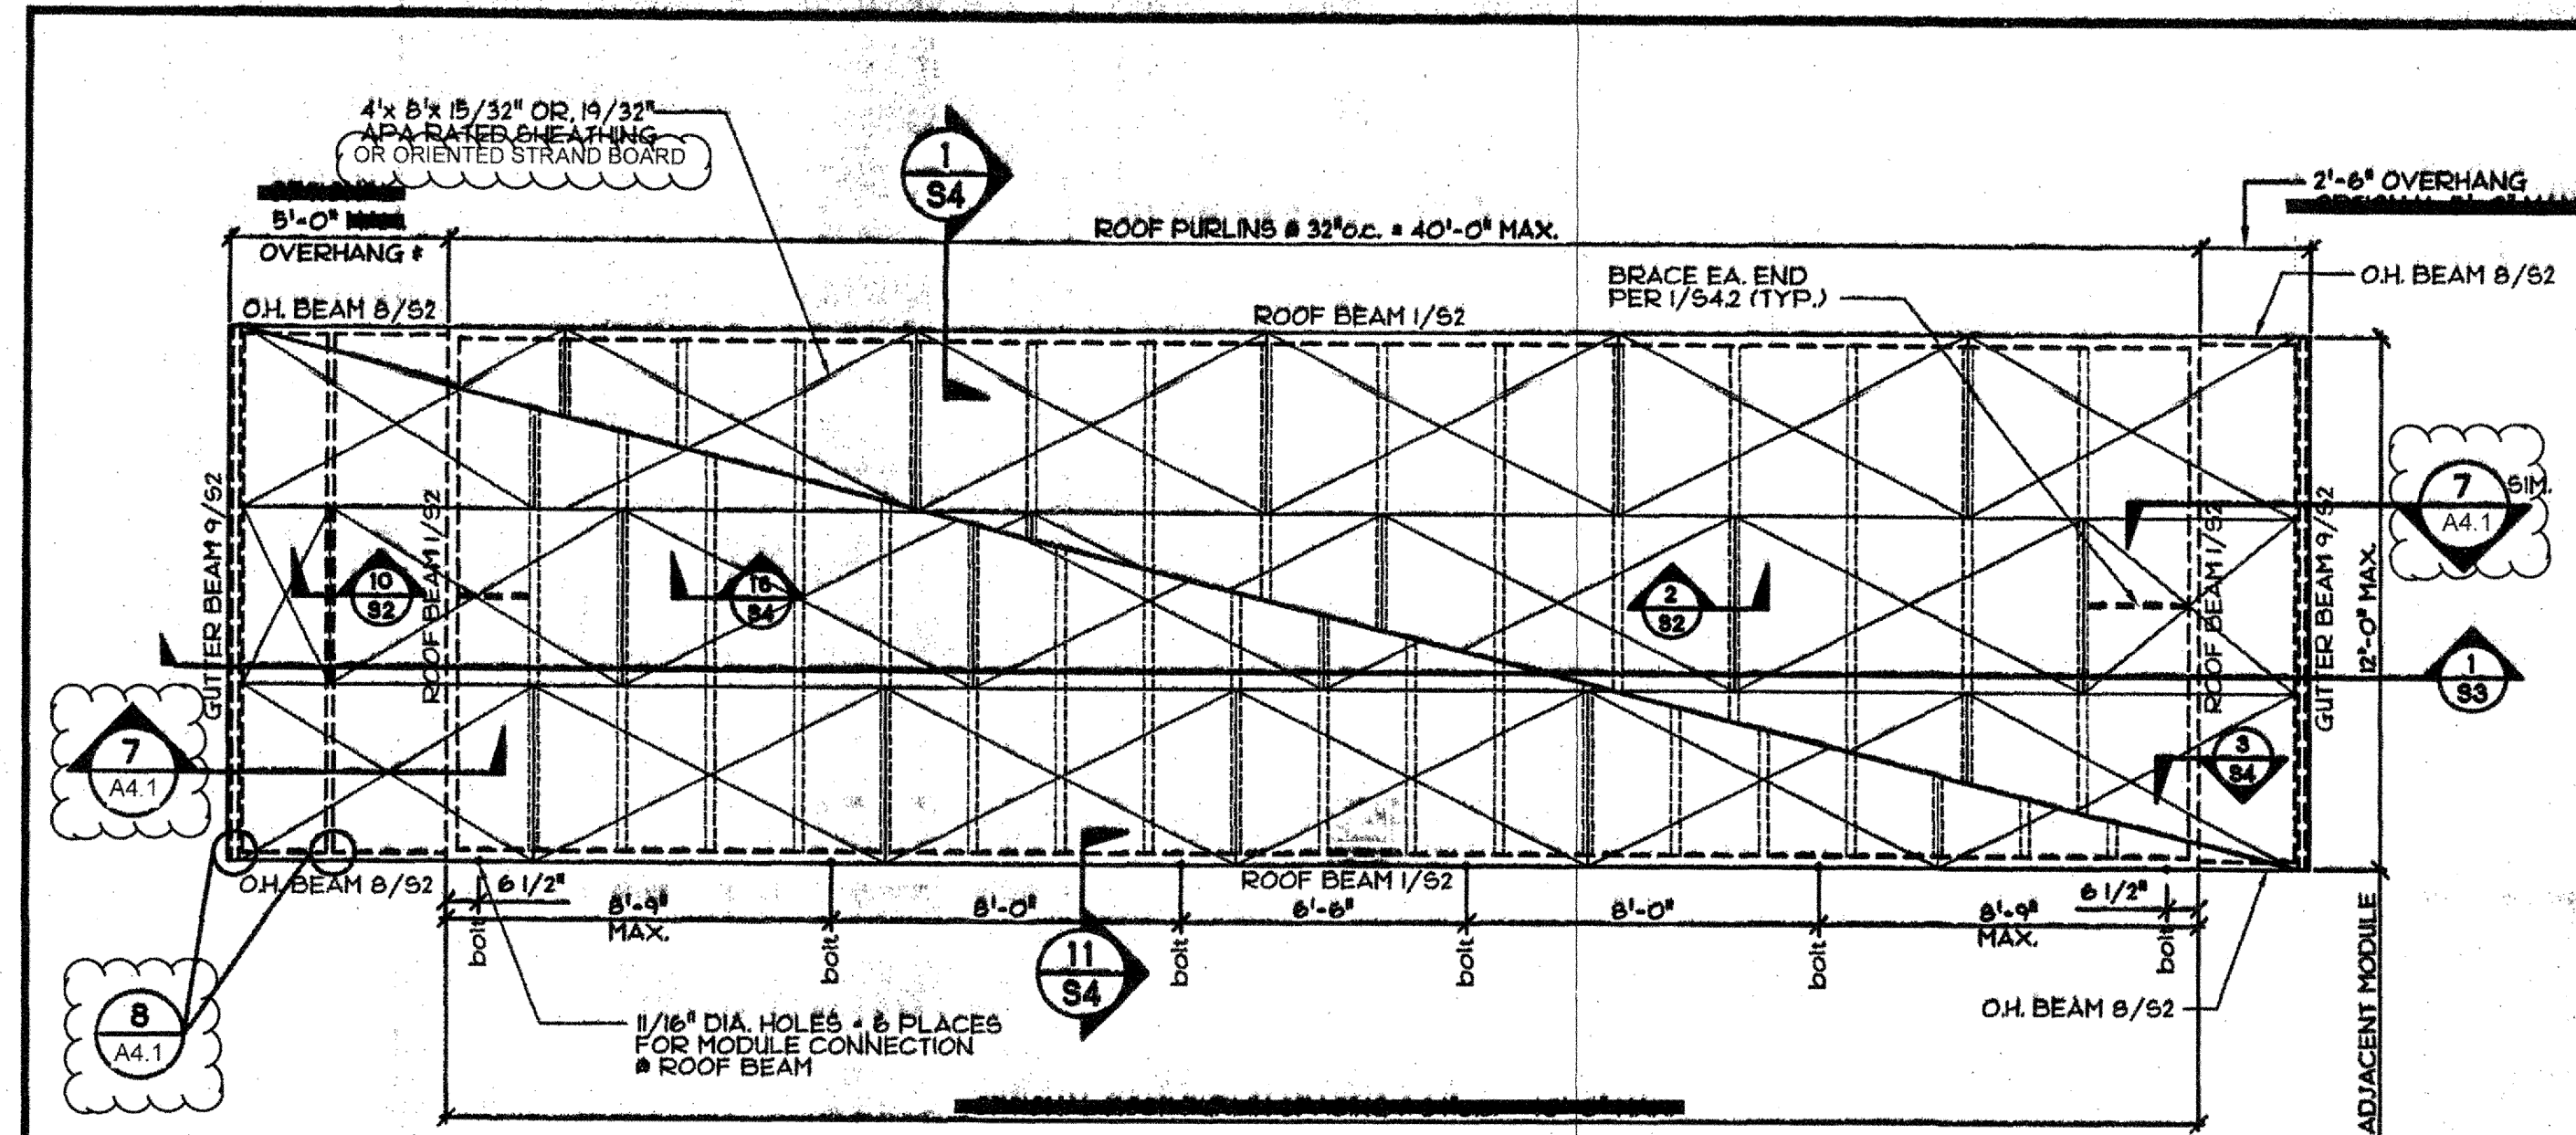 4'x 8'x 15/32" OR, 19/32"
APA RATED SHEATHING
OR ORIENTED STRAND BOARD
1
S4
2'-6" OVERHANG
5'-0"
OVERHANG
ROOF PURLINS @ 32"o.c. = 40'-0" MAX.
BRACE EA. END
PER 1/S4.2 (TYP.)
O.H. BEAM 8/S2
O.H. BEAM 8/S2
ROOF BEAM 1/S2
GUTTER BEAM 9/S2
ROOF BEAM 1/S2
10
S2
16
S4
2
S2
ROOF BEAM 1/S2
GUTTER BEAM 9/S2
12'-0" MAX.
7
SIM.
A4.1
1
S3
7
A4.1
3
S4
O.H. BEAM 8/S2
6 1/2"
8'-9"
MAX.
8'-0"
ROOF BEAM 1/S2
6'-6"
8'-0"
8'-9"
MAX.
6 1/2"
bolt
bolt
bolt
bolt
bolt
bolt
11
S4
8
A4.1
11/16" DIA. HOLES - 6 PLACES
FOR MODULE CONNECTION
@ ROOF BEAM
O.H. BEAM 8/S2
ADJACENT MODULE